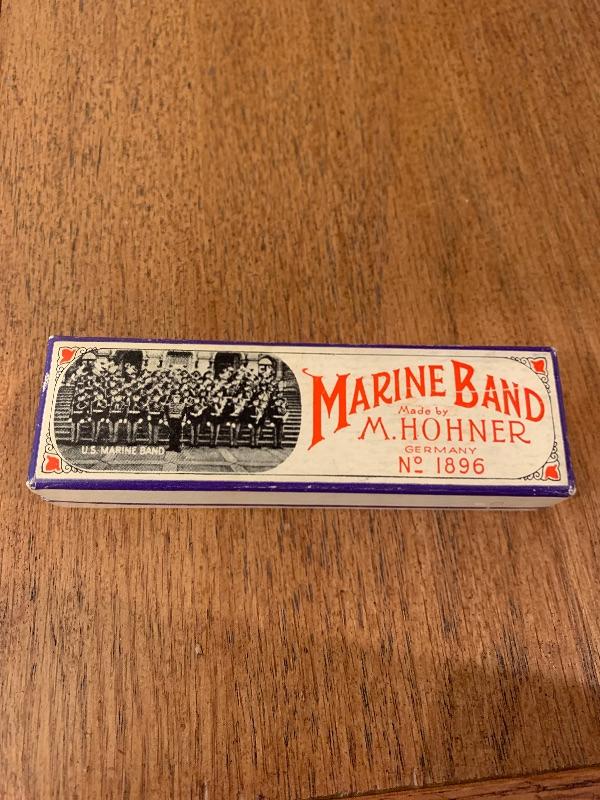 U.S. MARINE BAND
MARINE BAND
Made by
M. HOHNER
GERMANY
Nº 1896